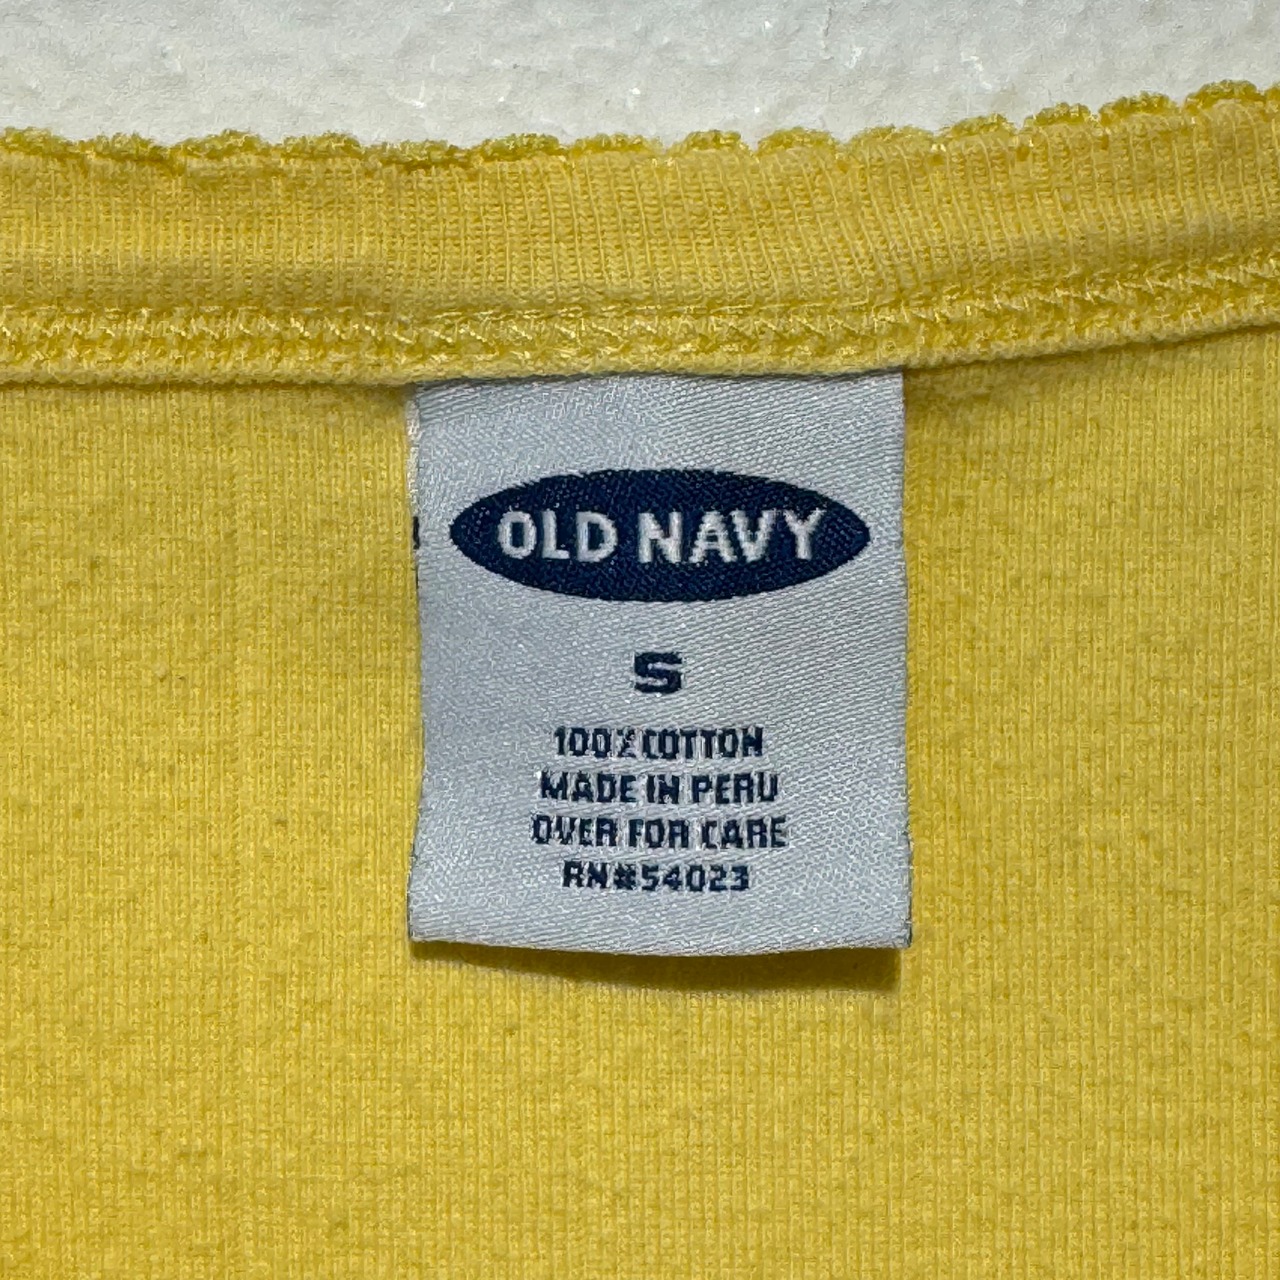 OLD NAVY
S
100% COTTON
MADE IN PERU
OVER FOR CARE
RN#54023